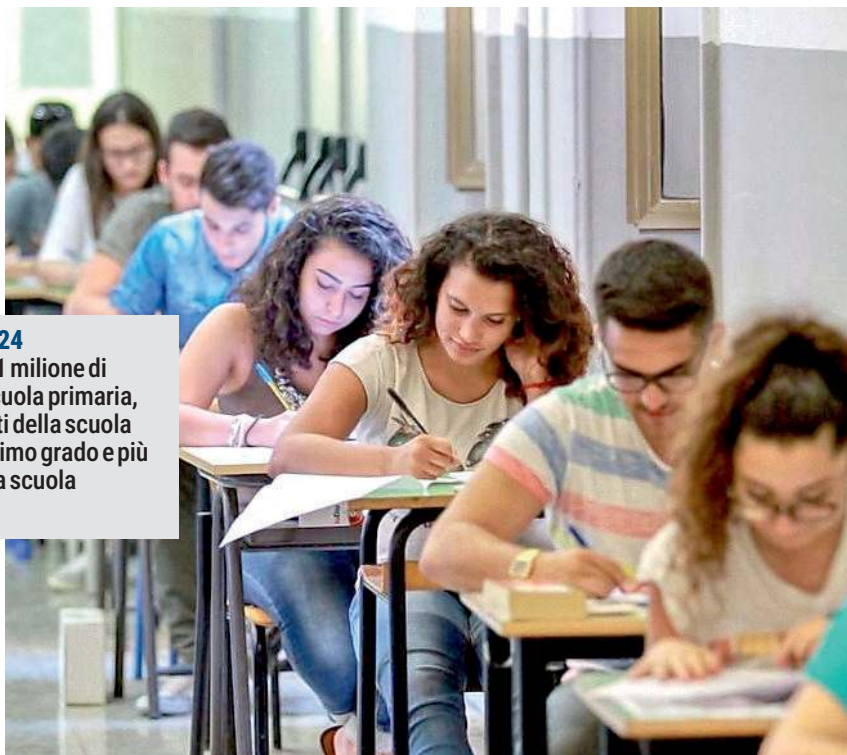 24
1 milione di
uola primaria,
ti della scuola
imo grado e più
a scuola